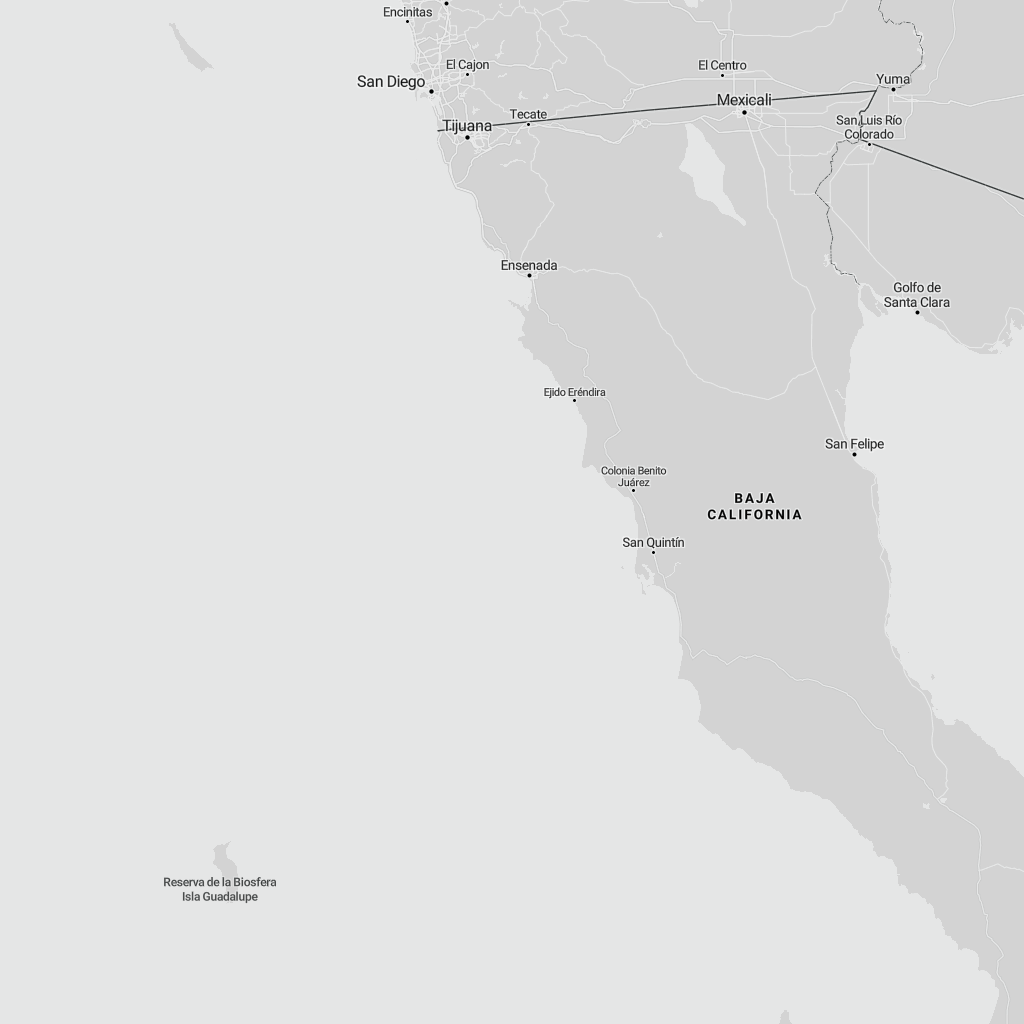 Encinitas
El Cajon
El Centro
San Diego
Yuma
Mexicali
Tecate
Tijuana
San Luis Río
Colorado
Ensenada
Golfo de
Santa Clara
Ejido Eréndira
San Felipe
Colonia Benito
Juárez
BAJA
CALIFORNIA
San Quintín
Reserva de la Biosfera
Isla Guadalupe